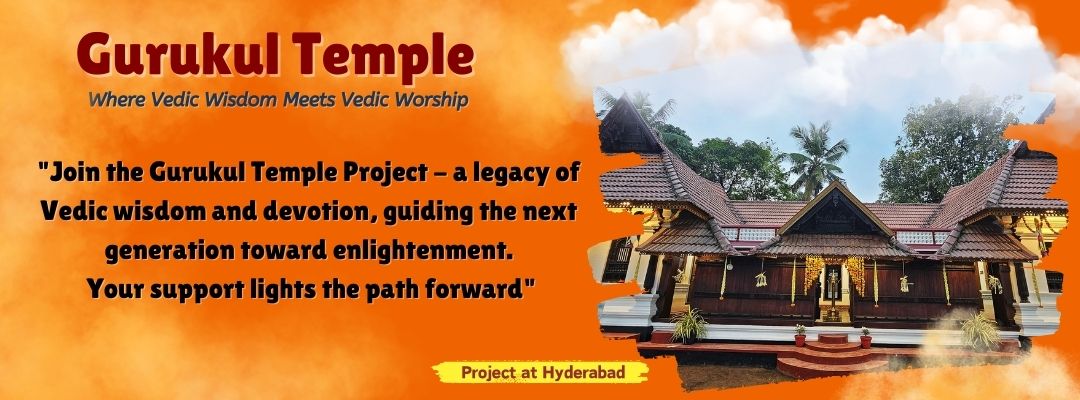 Gurukul Temple
Where Vedic Wisdom Meets Vedic Worship
"Join the Gurukul Temple Project – a legacy of
Vedic wisdom and devotion, guiding the next
generation toward enlightenment.
Your support lights the path forward"
Project at Hyderabad